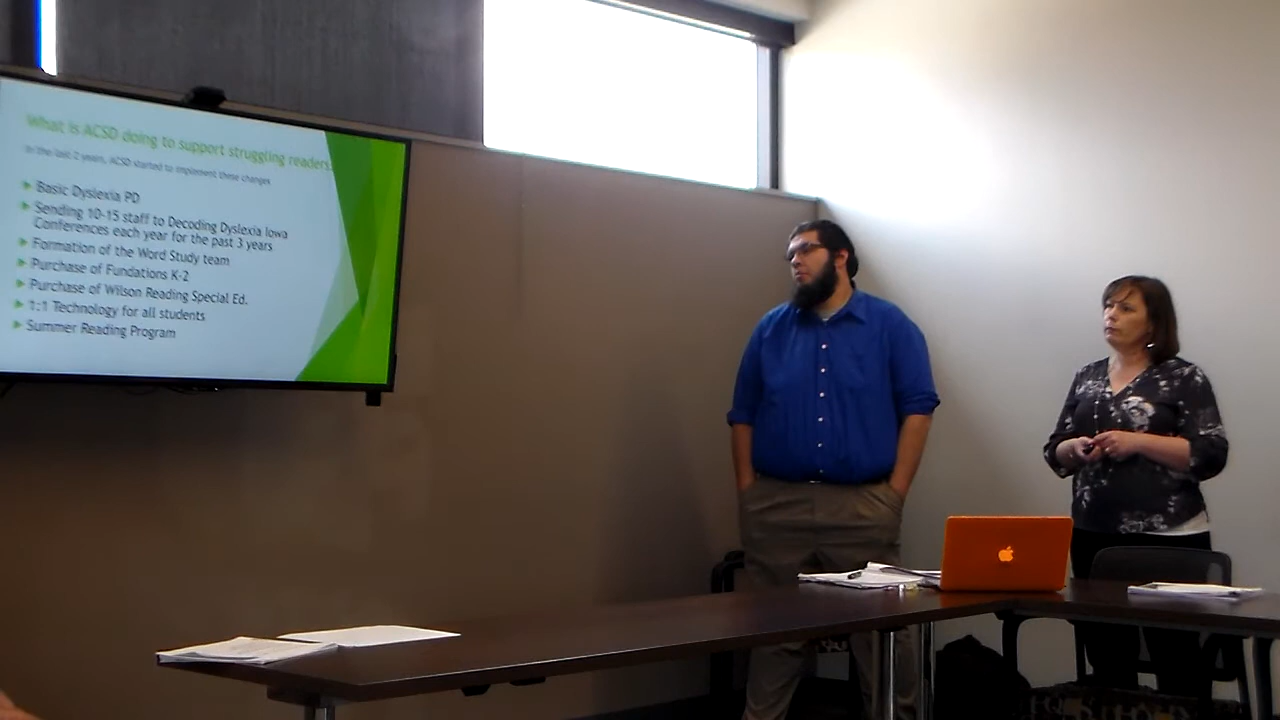 What is ACSD doing to support struggling readers?
In the last 2 years, ACSD started to implement these changes
Basic Dyslexia PD
Sending 10-15 staff to Decoding Dyslexia Iowa
Conferences each year for the past 3 years
Formation of the Word Study team
Purchase of Fundations K-2
Purchase of Wilson Reading Special Ed.
1:1 Technology for all students
Summer Reading Program